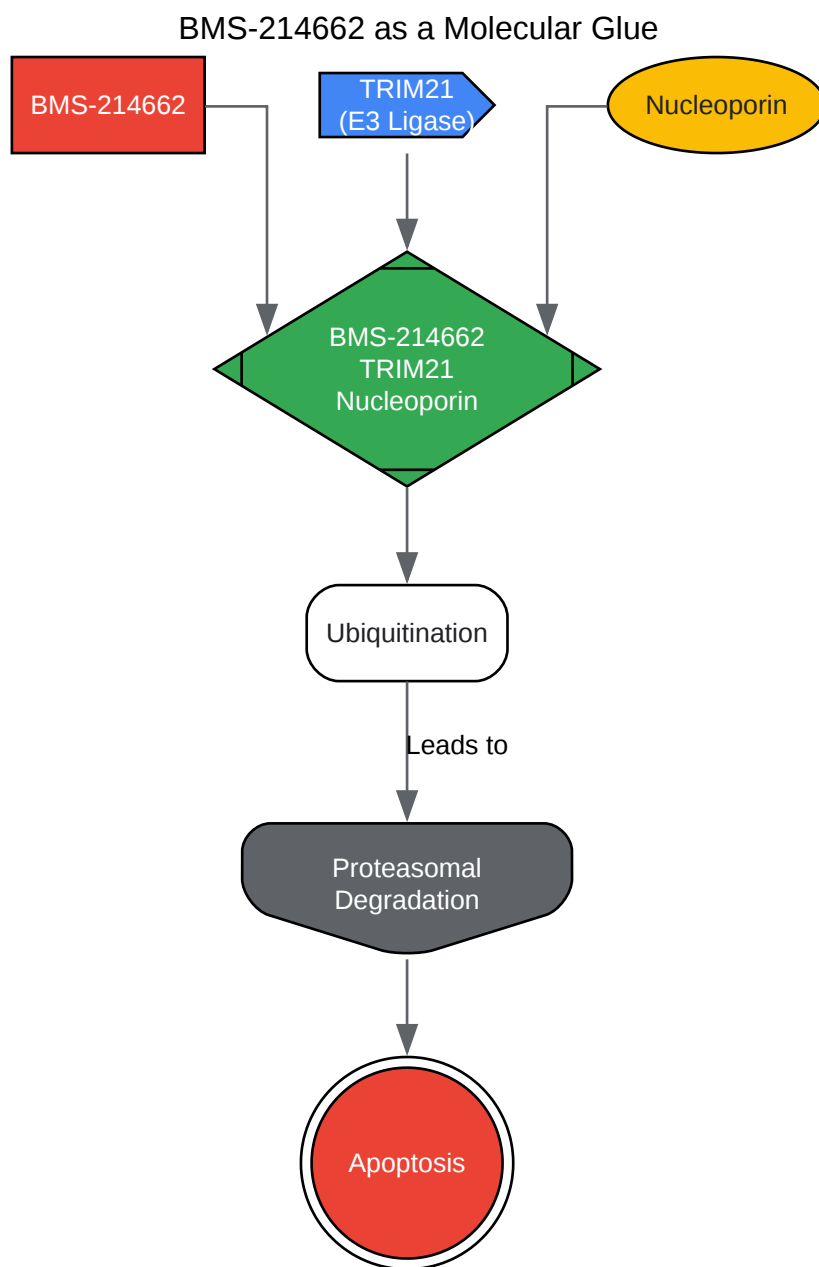 BMS-214662 as a Molecular Glue
BMS-214662
TRIM21
(E3 Ligase)
Nucleoporin
BMS-214662
TRIM21
Nucleoporin
Ubiquitination
Leads to
Proteasomal
Degradation
Apoptosis